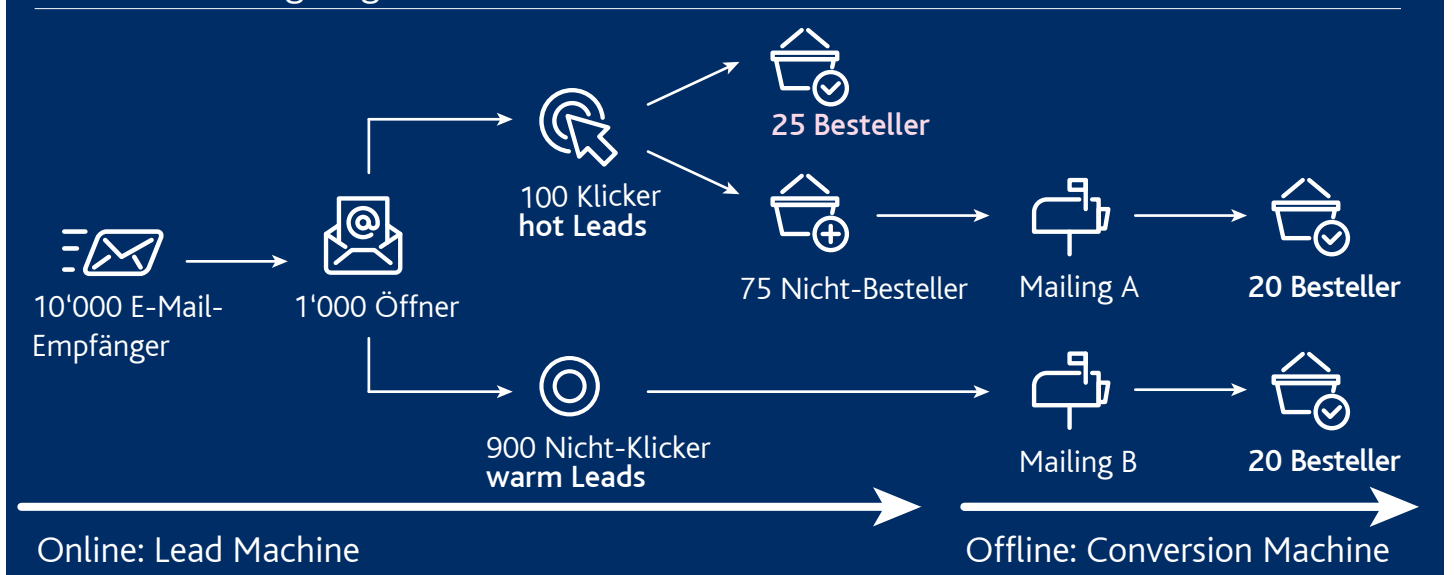 25 Besteller
100 Klicker
hot Leads
10'000 E-Mail-
Empfänger
1'000 Öffner
75 Nicht-Besteller
Mailing A
20 Besteller
900 Nicht-Klicker
warm Leads
Mailing B
20 Besteller
Online: Lead Machine
Offline: Conversion Machine